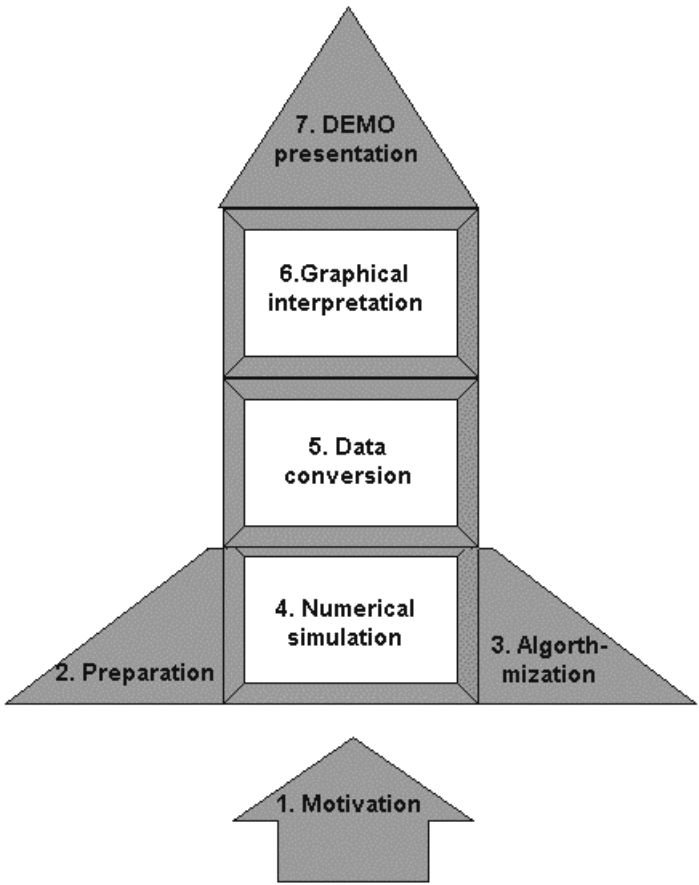 7. DEMO
presentation
6.Graphical
interpretation
5. Data
conversion
4. Numerical
simulation
2. Preparation
3. Algorth-
mization
1. Motivation